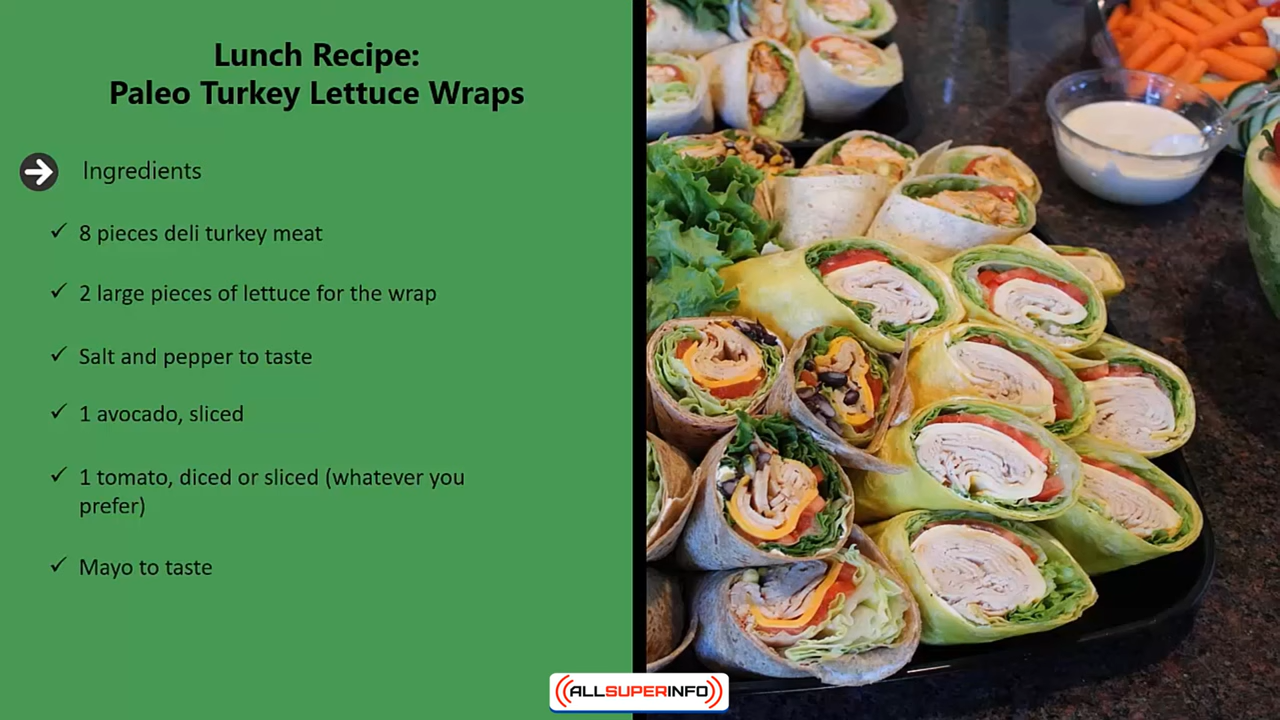 Lunch Recipe:
Paleo Turkey Lettuce Wraps
Ingredients
8 pieces deli turkey meat
2 large pieces of lettuce for the wrap
Salt and pepper to taste
1 avocado, sliced
1 tomato, diced or sliced (whatever you
prefer)
Mayo to taste
ALLSUPERINFO